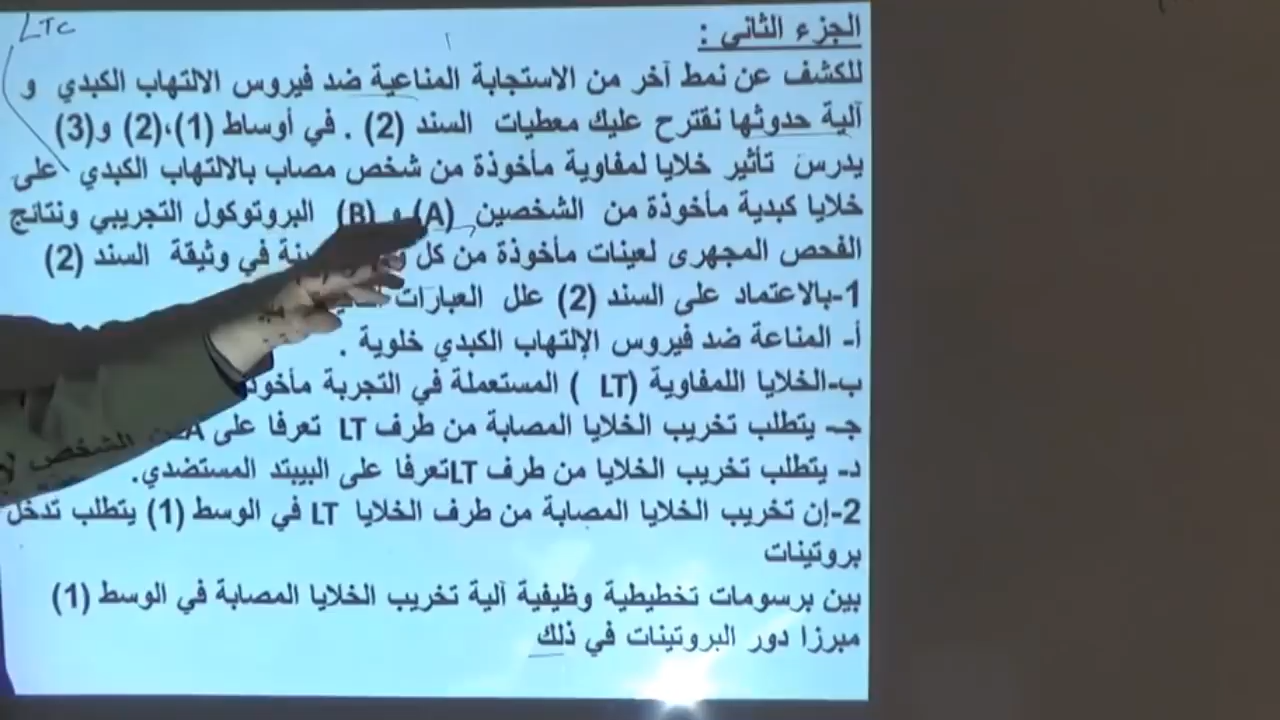 LTC
الجزء الثاني :
للكشف عن نمط آخر من الاستجابة المناعية ضد فيروس الالتهاب الكبدي و
آلية حدوثها نقترح عليك معطيات السند (2) . في أوساط (1)،(2) و(3)
يدرس تأثير خلايا لمفاوية مأخوذة من شخص مصاب بالالتهاب الكبدي على
خلايا كبدية مأخوذة من الشخصين (A) و (B) البروتوكول التجريبي ونتائج
الفحص المجهري لعينات مأخوذة من كل في وثيقة السند (2)
1-بالاعتماد على السند (2) علل العبارات
أ- المناعة ضد فيروس الإلتهاب الكبدي خلوية .
ب-الخلايا اللمفاوية (LT ) المستعملة في التجربة الشخص
جـ- يتطلب تخريب الخلايا المصابة من طرف LT تعرفا على
د- يتطلب تخريب الخلايا من طرف LTتعرفا على الببيتد المستضدي.
2-إن تخريب الخلايا المصابة من طرف الخلايا LT في الوسط (1) يتطلب تدخل
بروتينات
بين برسومات تخطيطية وظيفية آلية تخريب الخلايا المصابة في الوسط (1)
مبرزا دور البروتينات في ذلك